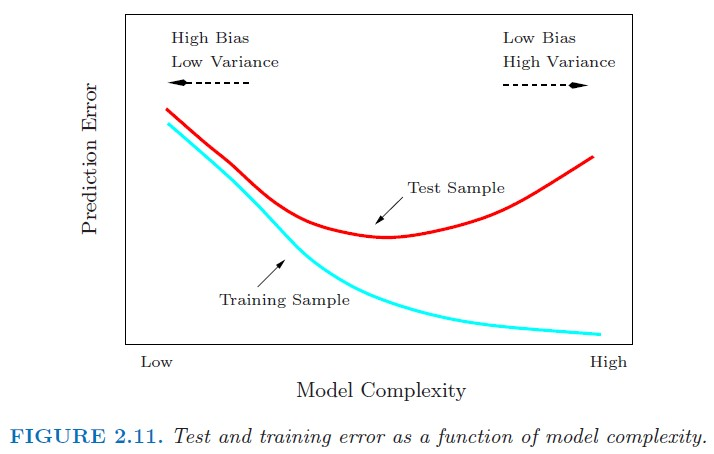 High Bias
Low Variance
Low Bias
High Variance
Prediction Error
Test Sample
Training Sample
Low
High
Model Complexity
FIGURE 2.11. Test and training error as a function of model complexity.